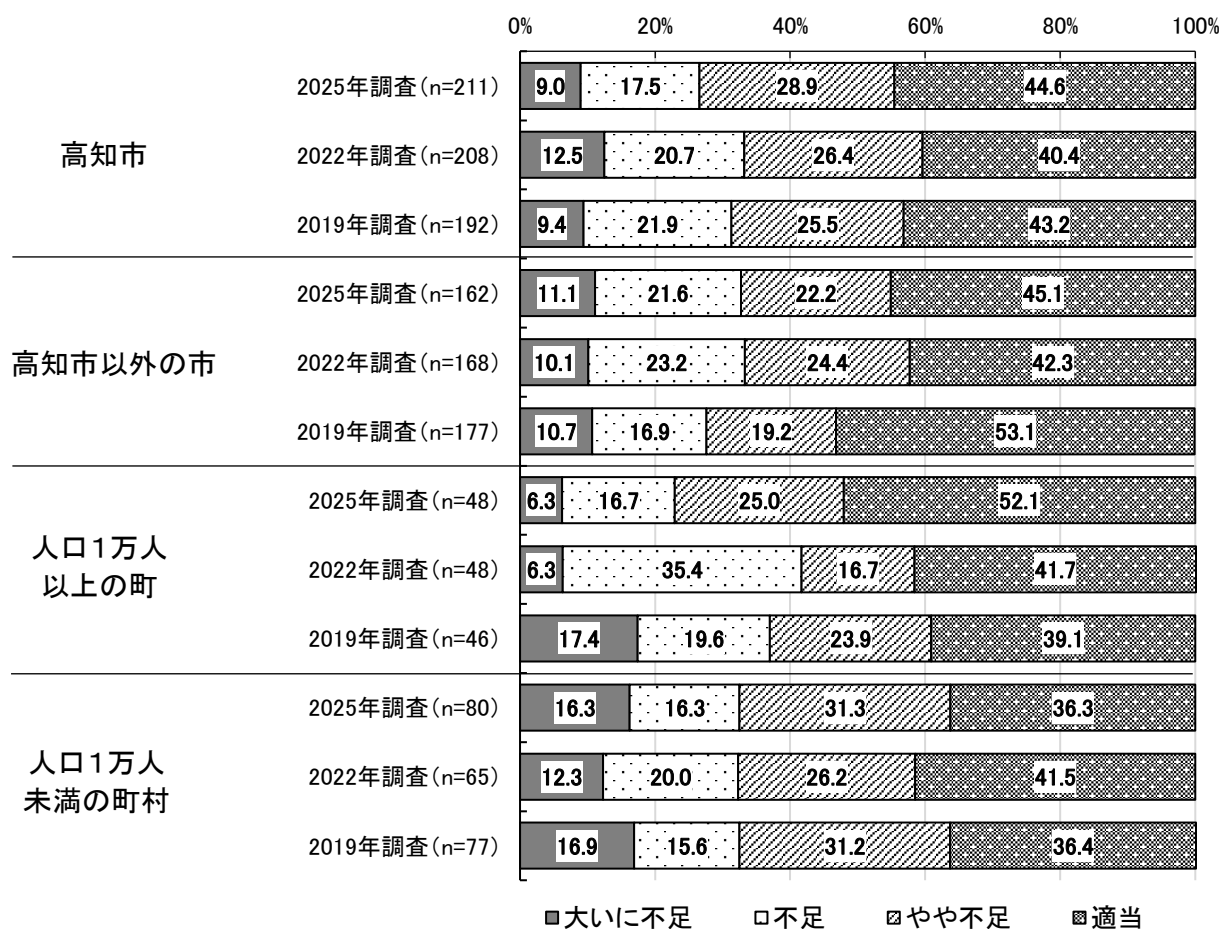 0% 20% 40% 60% 80% 100%
高知市
2025年調査(n=211) 9.0 17.5 28.9 44.6
2022年調査(n=208) 12.5 20.7 26.4 40.4
2019年調査(n=192) 9.4 21.9 25.5 43.2
高知市以外の市
2025年調査(n=162) 11.1 21.6 22.2 45.1
2022年調査(n=168) 10.1 23.2 24.4 42.3
2019年調査(n=177) 10.7 16.9 19.2 53.1
人口1万人
以上の町
2025年調査(n=48) 6.3 16.7 25.0 52.1
2022年調査(n=48) 6.3 35.4 16.7 41.7
2019年調査(n=46) 17.4 19.6 23.9 39.1
人口1万人
未満の町村
2025年調査(n=80) 16.3 16.3 31.3 36.3
2022年調査(n=65) 12.3 20.0 26.2 41.5
2019年調査(n=77) 16.9 15.6 31.2 36.4
大いに不足 不足 やや不足 適当